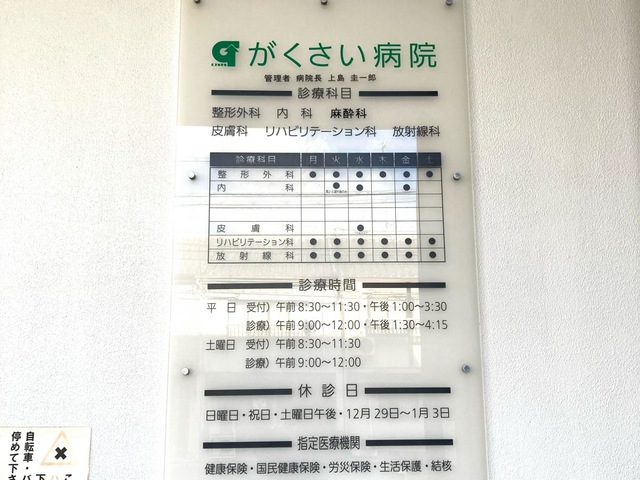 がくさい病院
管理者 病院長 上島 圭一郎
診療科目
整形外科 内 科 麻酔科
皮膚科 リハビリテーション科 放射線科
診療科目 月 火 水 木 金 土
整形外科 ● ● ● ● ● ●
内科 ● ● ●
皮膚科 ●
リハビリテーション科 ● ● ● ● ● ●
放射線科 ● ● ● ● ● ●
診療時間
平 日 受付）午前8:30〜11:30・午後1:00〜3:30
診療）午前9:00〜12:00・午後1:30〜4:15
土曜日 受付）午前8:30〜11:30
診療）午前9:00〜12:00
休 診 日
日曜日・祝日・土曜日午後・12月29日〜1月3日
指定医療機関
健康保険・国民健康保険・労災保険・生活保護・結核
自転車・バ
停めて下さ